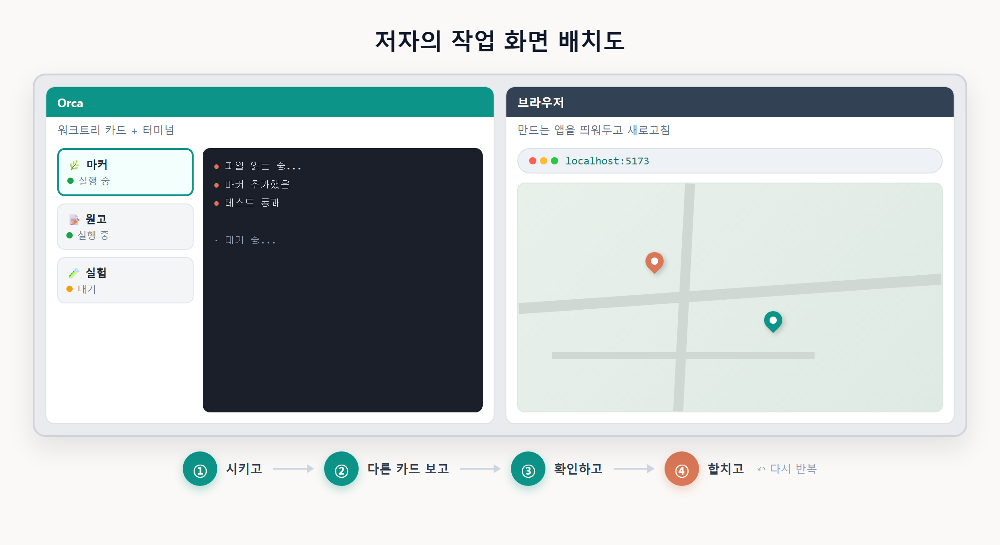 저자의 작업 화면 배치도
Orca
워크트리 카드 + 터미널
마커
실행 중
원고
실행 중
실험
대기
파일 읽는 중...
마커 추가했음
테스트 통과
· 대기 중...
브라우저
만드는 앱을 띄워두고 새로고침
localhost:5173
① 시키고
② 다른 카드 보고
③ 확인하고
④ 합치고
↶ 다시 반복